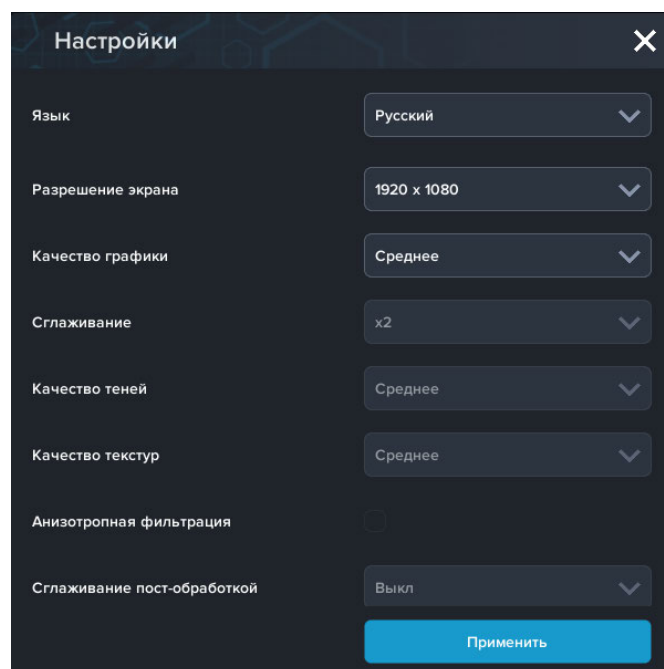 Настройки
Язык
Русский
Разрешение экрана
1920 x 1080
Качество графики
Среднее
Сглаживание
x2
Качество теней
Среднее
Качество текстур
Среднее
Анизотропная фильтрация
Сглаживание пост-обработкой
Выкл
Применить